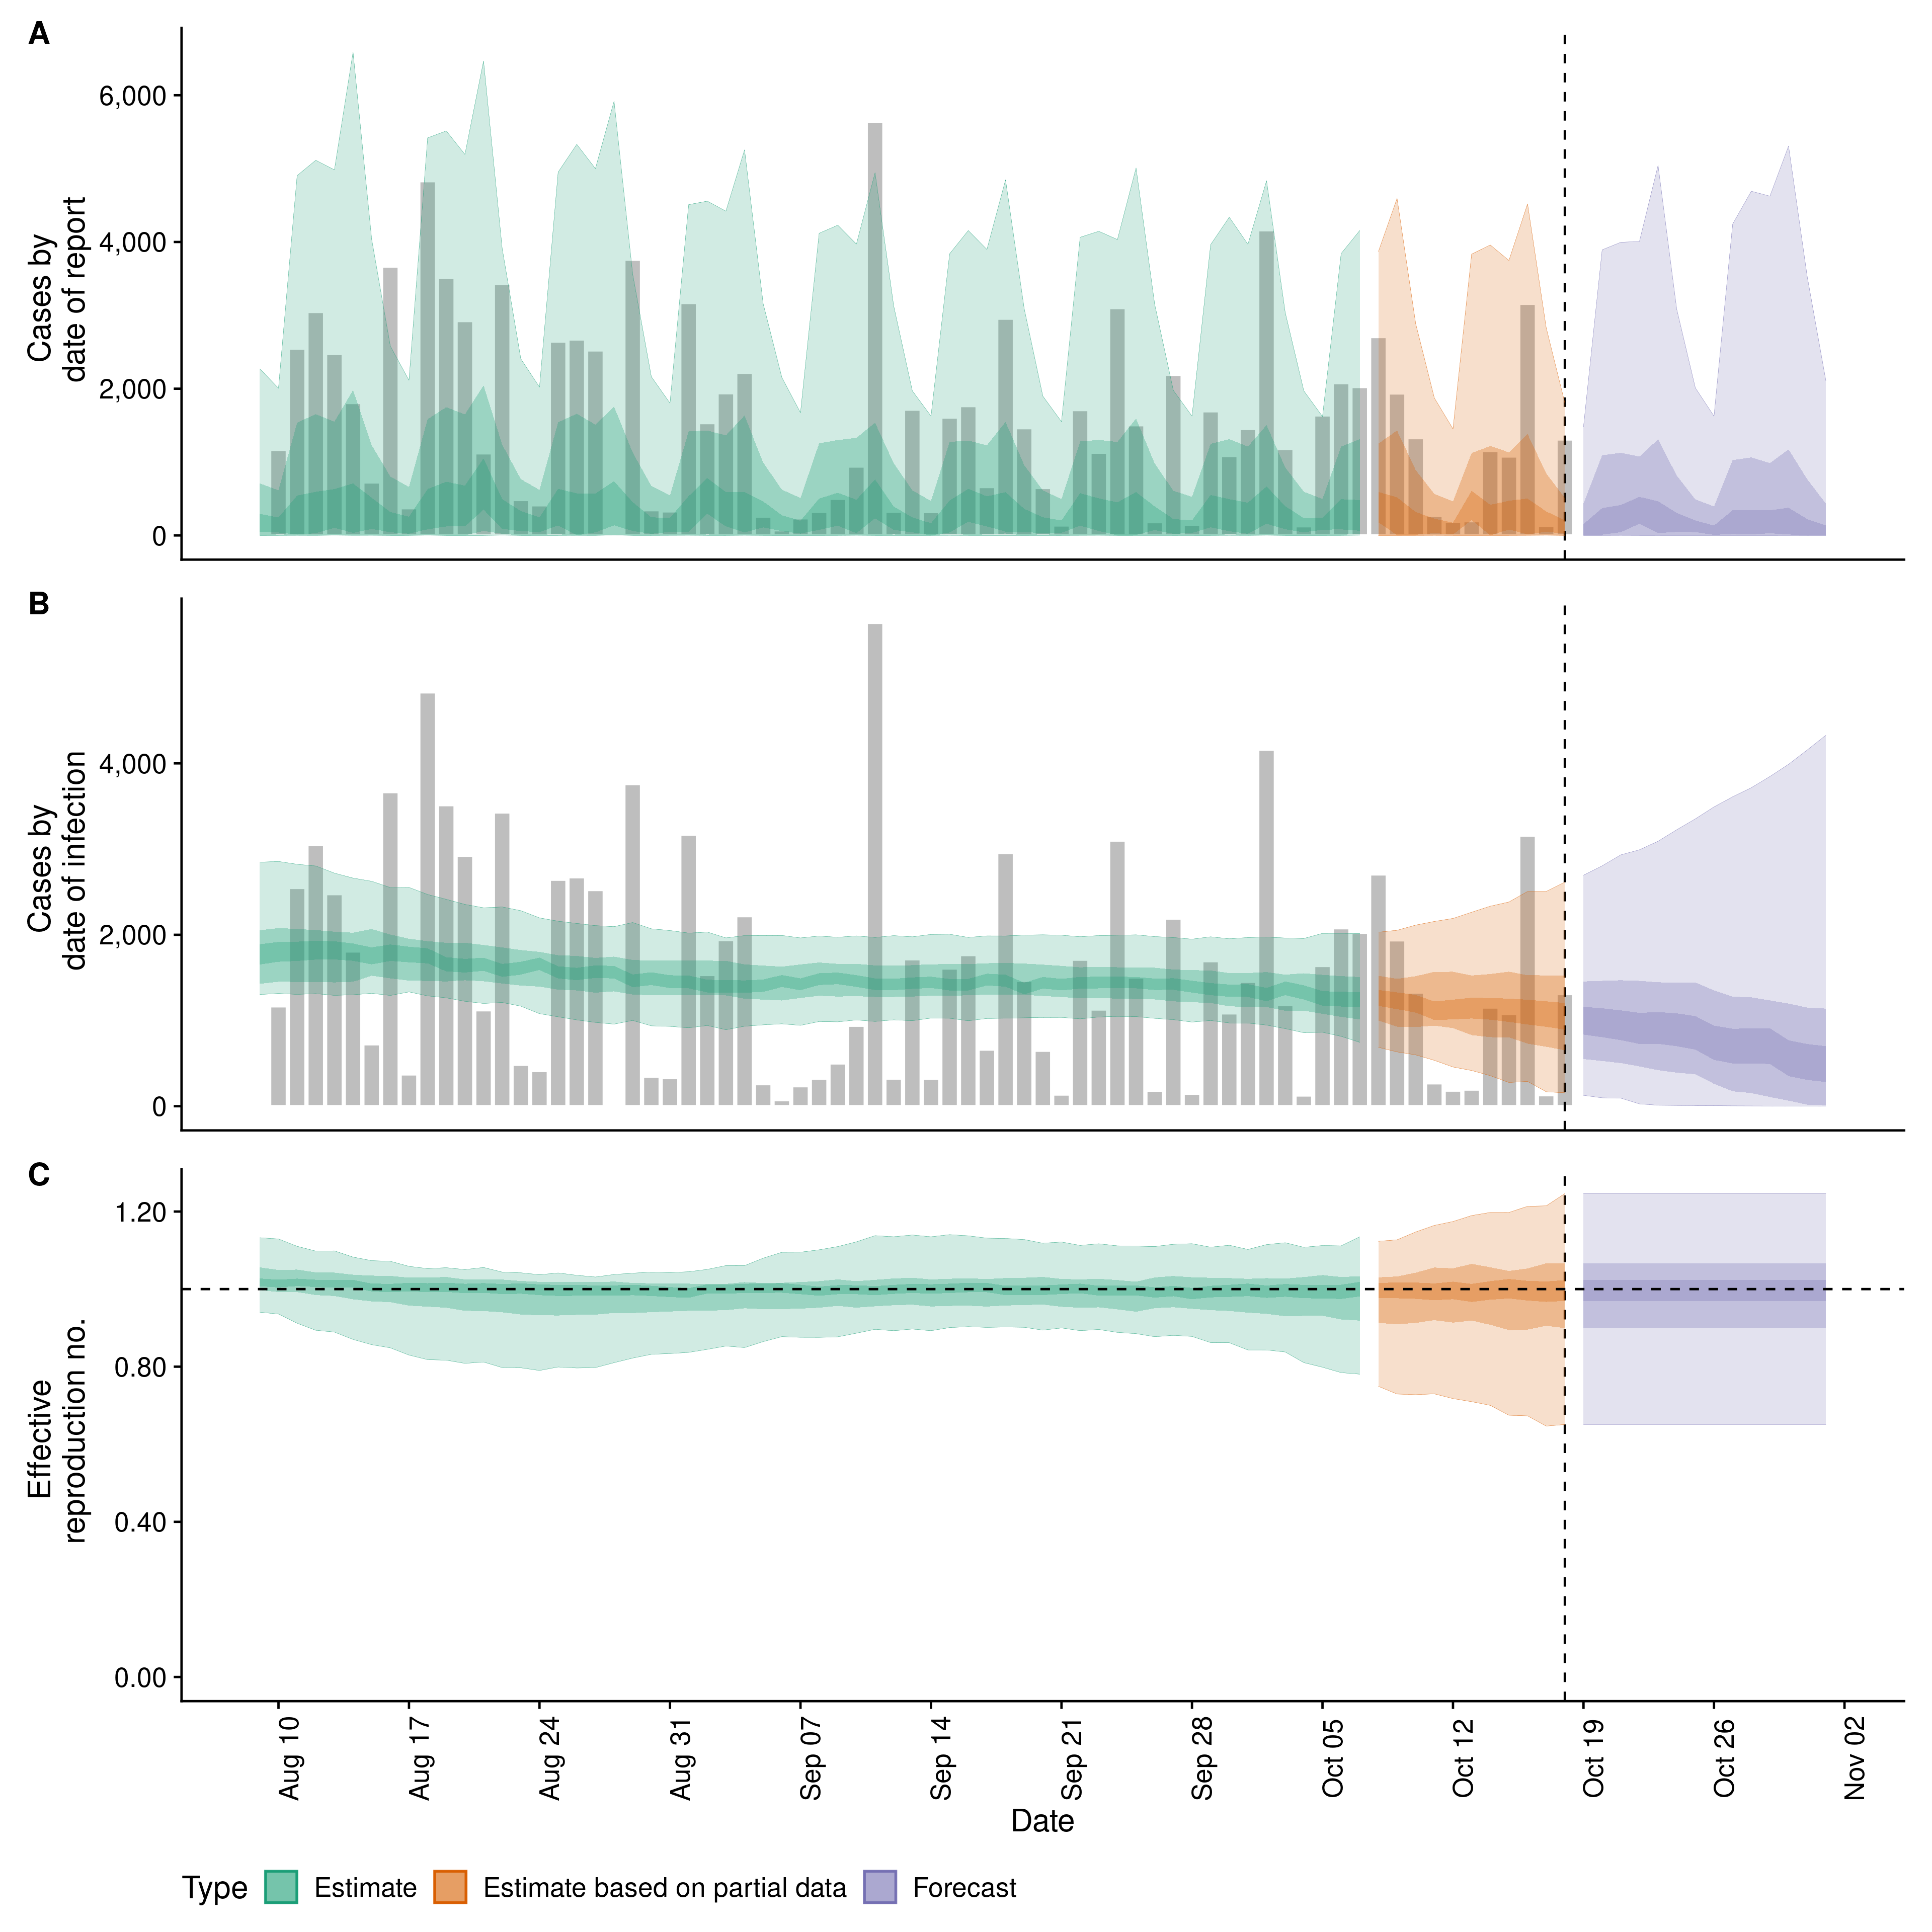 A
Cases by
date of report
6,000
4,000
2,000
0
B
Cases by
date of infection
4,000
2,000
0
C
Effective
reproduction no.
1.20
0.80
0.40
0.00
Aug 10
Aug 17
Aug 24
Aug 31
Sep 07
Sep 14
Sep 21
Sep 28
Oct 05
Oct 12
Oct 19
Oct 26
Nov 02
Date
Type Estimate Estimate based on partial data Forecast